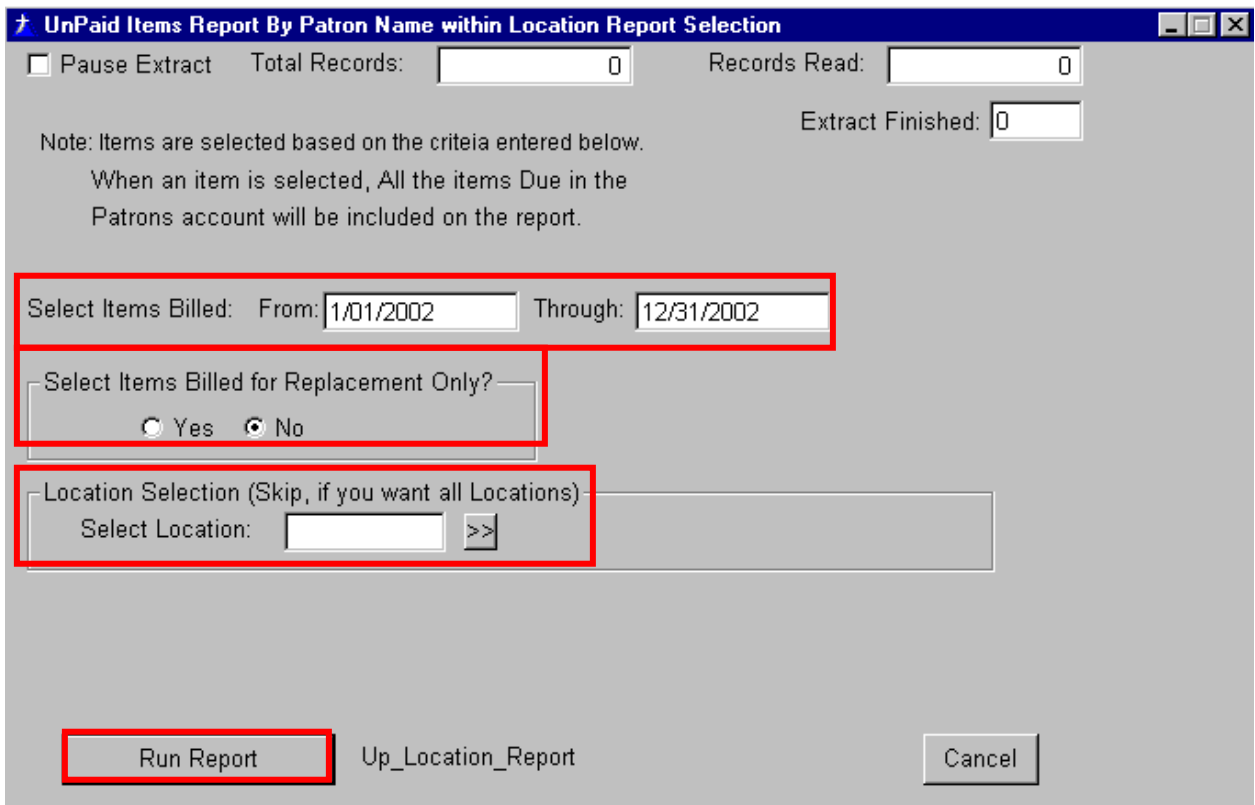 UnPaid Items Report By Patron Name within Location Report Selection
Pause Extract Total Records: 0 Records Read: 0
Extract Finished: 0
Note: Items are selected based on the criteia entered below.
When an item is selected, All the items Due in the
Patrons account will be included on the report.
Select Items Billed: From: 1/01/2002 Through: 12/31/2002
Select Items Billed for Replacement Only?
Yes No
Location Selection (Skip, if you want all Locations)
Select Location: >>
Run Report Up_Location_Report Cancel